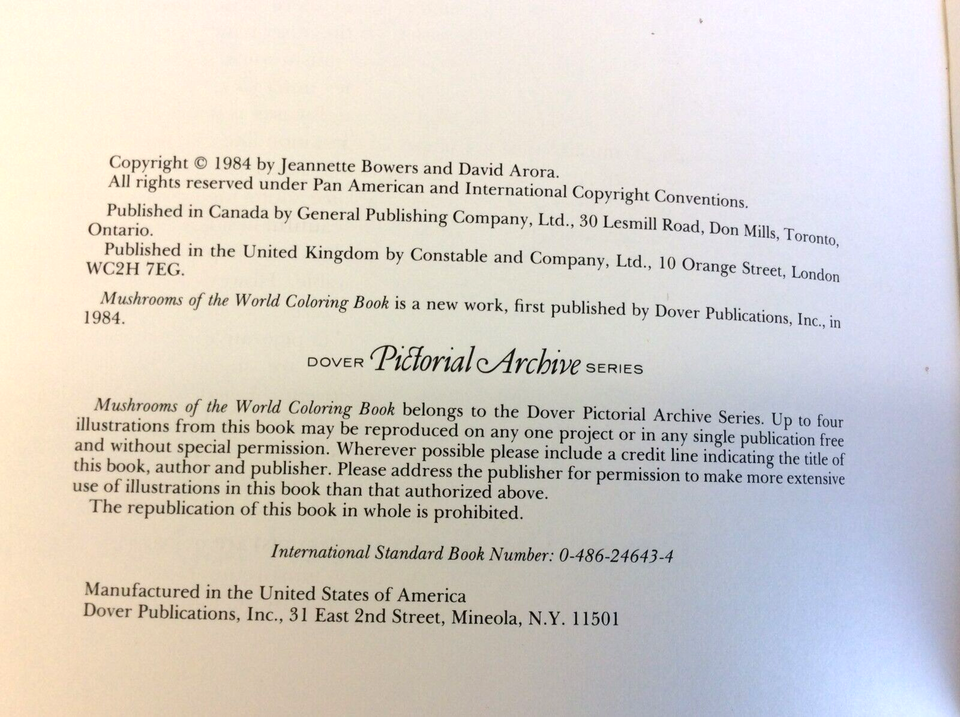 Copyright © 1984 by Jeannette Bowers and David Arora.
All rights reserved under Pan American and International Copyright Conventions.
Published in Canada by General Publishing Company, Ltd., 30 Lesmill Road, Don Mills, Toronto,
Ontario.
Published in the United Kingdom by Constable and Company, Ltd., 10 Orange Street, London
WC2H 7EG.
Mushrooms of the World Coloring Book is a new work, first published by Dover Publications, Inc., in
1984.
DOVER Pictorial Archive SERIES
Mushrooms of the World Coloring Book belongs to the Dover Pictorial Archive Series. Up to four
illustrations from this book may be reproduced on any one project or in any single publication free
and without special permission. Wherever possible please include a credit line indicating the title of
this book, author and publisher. Please address the publisher for permission to make more extensive
use of illustrations in this book than that authorized above.
The republication of this book in whole is prohibited.
International Standard Book Number: 0-486-24643-4
Manufactured in the United States of America
Dover Publications, Inc., 31 East 2nd Street, Mineola, N.Y. 11501